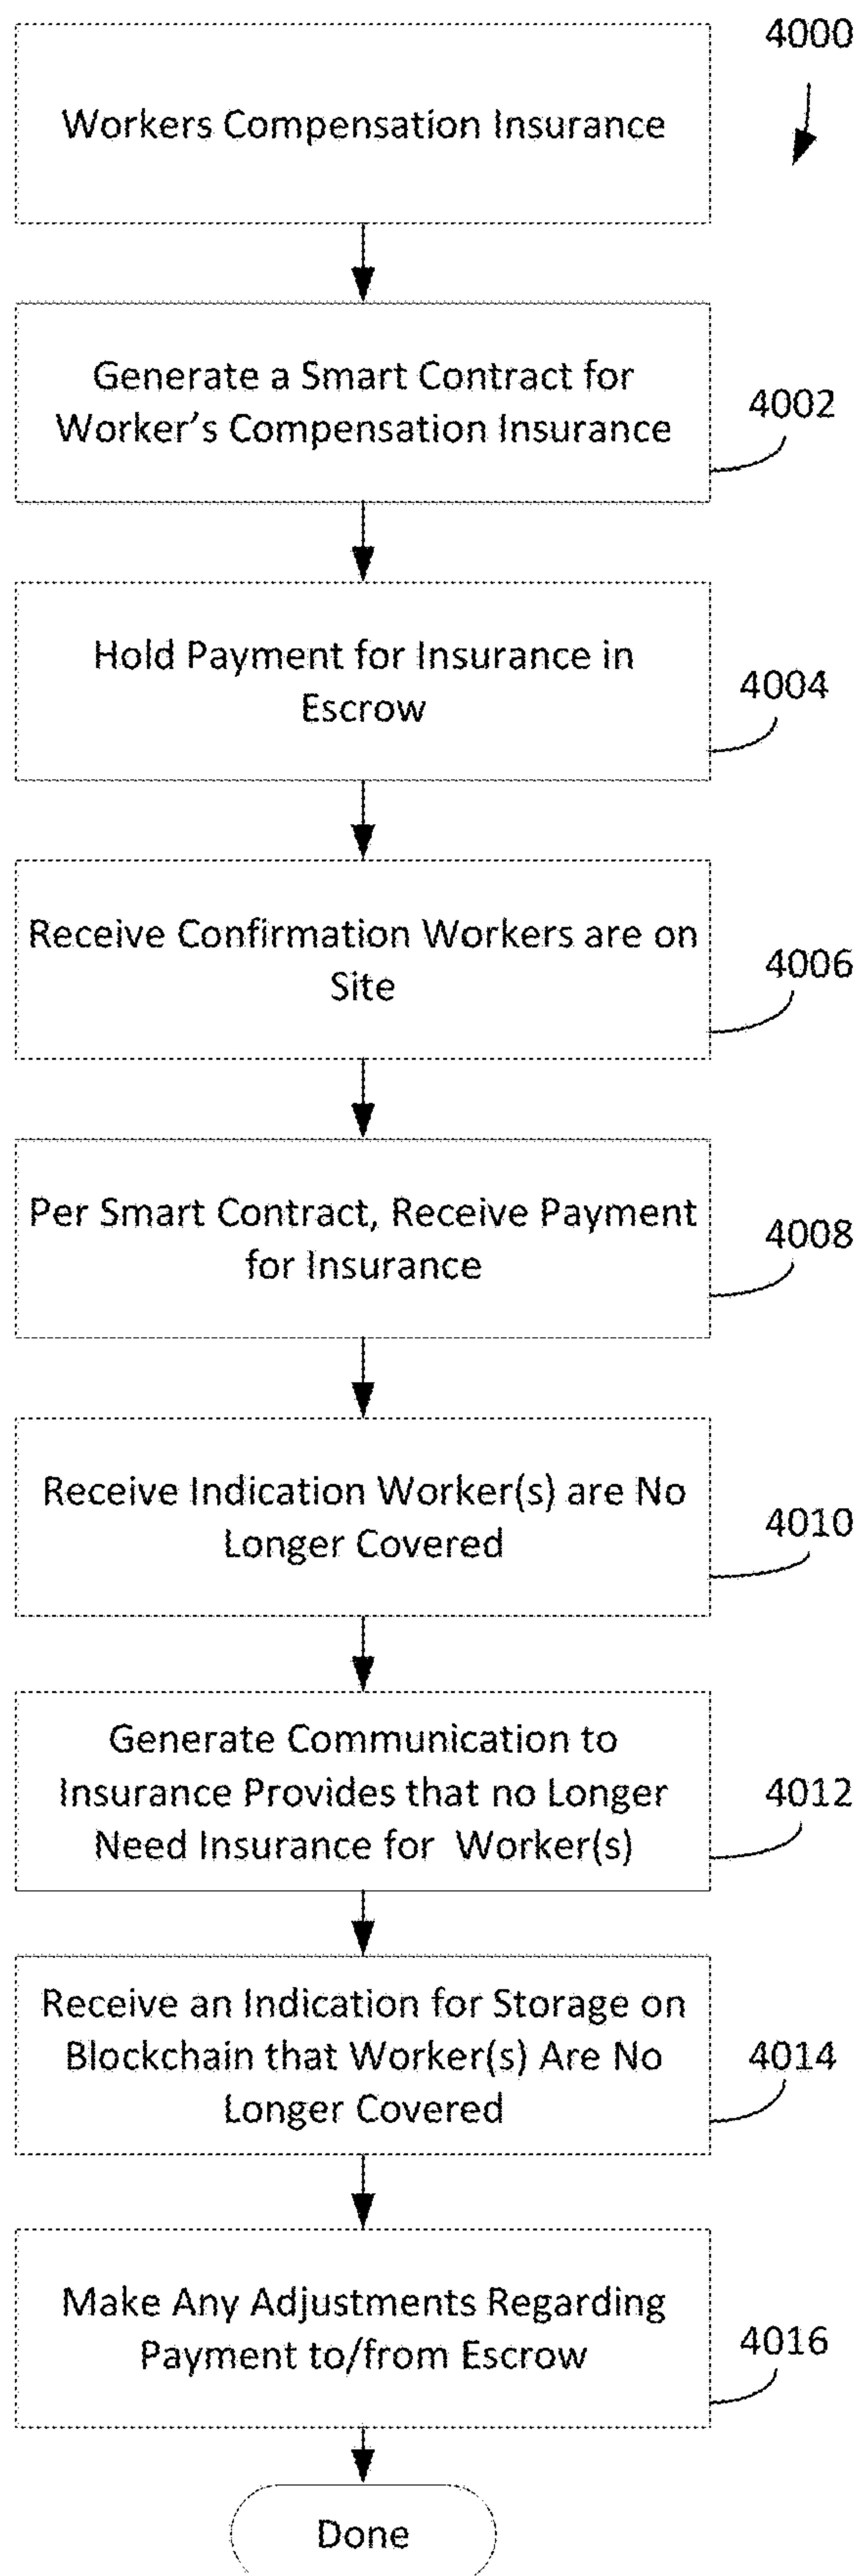 4000
Workers Compensation Insurance
Generate a Smart Contract for
Worker's Compensation Insurance
4002
Hold Payment for Insurance in
Escrow
4004
Receive Confirmation Workers are on
Site
4006
Per Smart Contract, Receive Payment
for Insurance
4008
Receive Indication Worker(s) are No
Longer Covered
4010
Generate Communication to
Insurance Provides that no Longer
Need Insurance for Worker(s)
4012
Receive an Indication for Storage on
Blockchain that Worker(s) Are No
Longer Covered
4014
Make Any Adjustments Regarding
Payment to/from Escrow
4016
Done